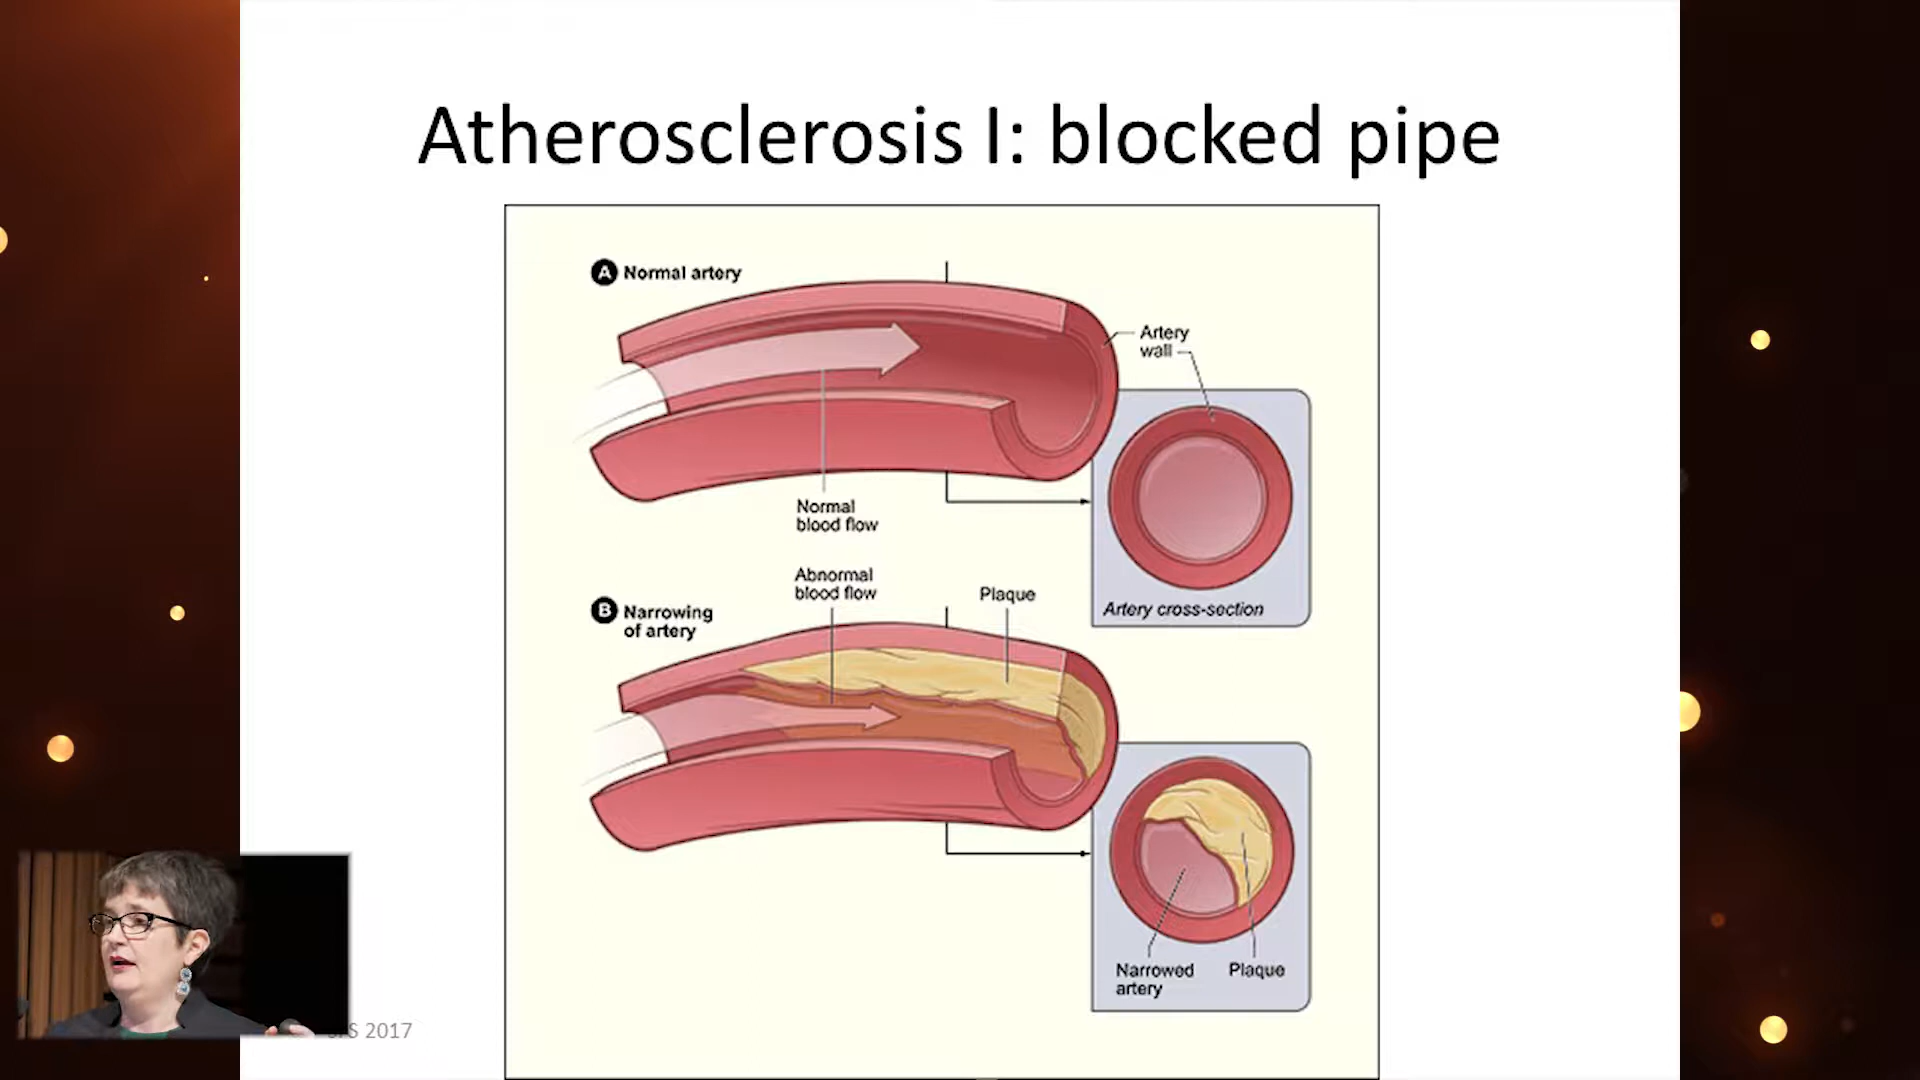 Atherosclerosis I: blocked pipe
A Normal artery
Artery
wall
Normal
blood flow
Artery cross-section
Abnormal
blood flow
Plaque
B Narrowing
of artery
Narrowed
artery
Plaque
2017